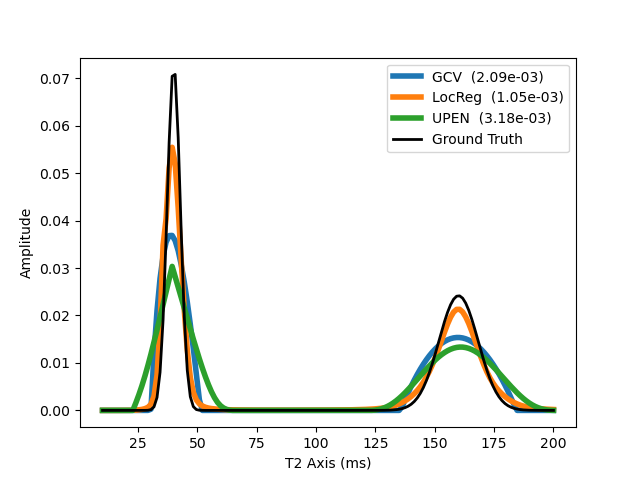 GCV (2.09e-03)
LocReg (1.05e-03)
UPEN (3.18e-03)
Ground Truth
0.07
0.06
0.05
0.04
0.03
0.02
0.01
0.00
Amplitude
25 50 75 100 125 150 175 200
T2 Axis (ms)